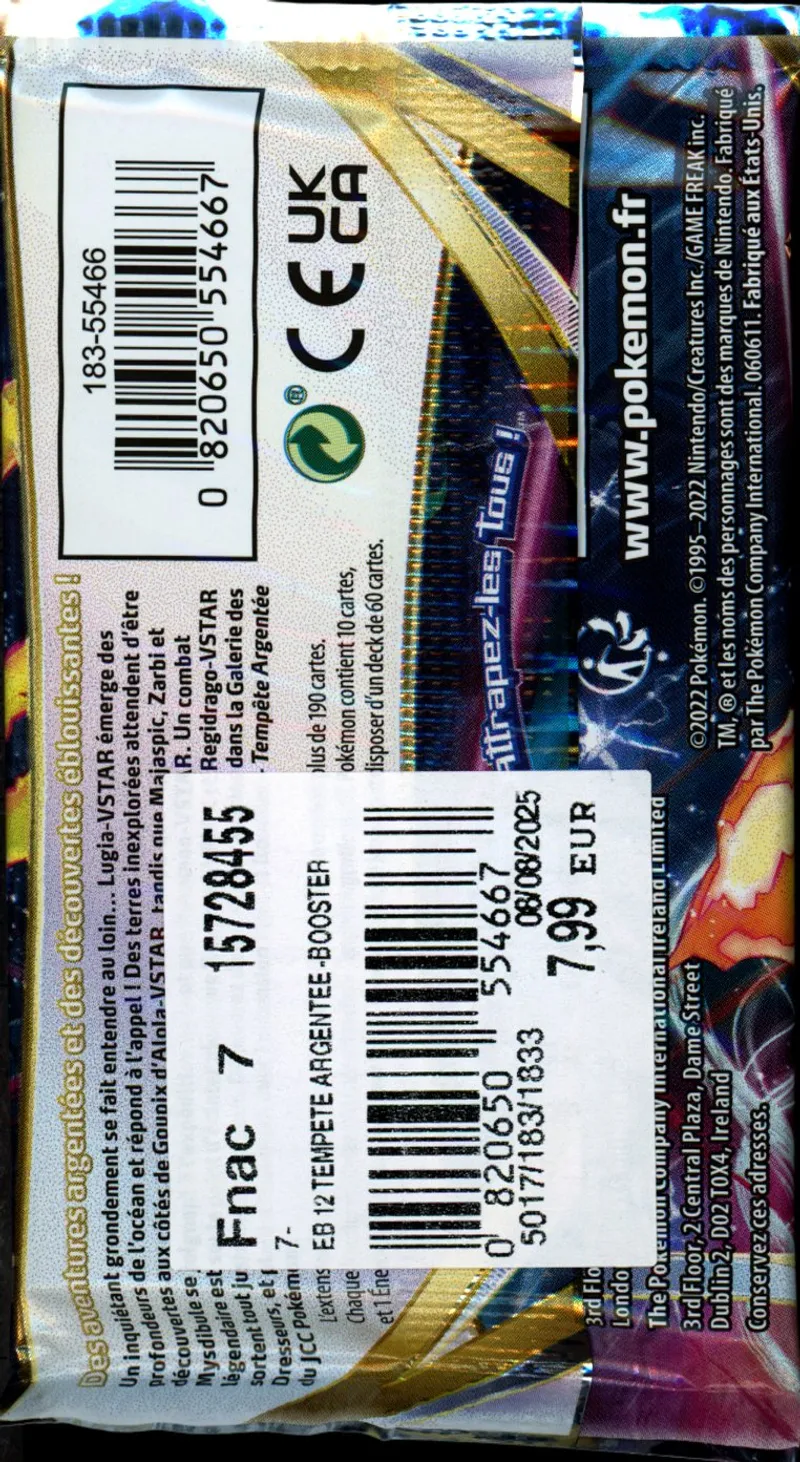 Des aventures argentées et des découvertes éblouissantes !
Un inquiétant grondement se fait entendre au loin... Lugia-VSTAR émerge des
profondeurs de l'océan et répond à l'appel ! Des terres inexplorées attendent d'être
découvertes aux côtés de Goupix d'Alola-VSTAR, tandis que Majaspic, Zarbi et
Mysdibule se
R. Un combat
légendaire est
Regidrago-VSTAR
sortent tout ju
dans la Galerie des
Dresseurs, et
Tempête Argentée
du JCC Pokém
L'extens
plus de 190 cartes.
Chaque
okémon contient 10 cartes,
et 1 Éne
disposer d'un deck de 60 cartes.
183-55466
0 820650 554667
CE UK CA
®
Attrapez-les Tous !™
Fnac 7 15728455
7-
EB 12 TEMPETE ARGENTEE-BOOSTER
0 820650 554667
5017/183/1833 08/08/2025
7,99 EUR
www.pokemon.fr
©2022 Pokémon. ©1995–2022 Nintendo/Creatures Inc./GAME FREAK inc.
TM, ® et les noms des personnages sont des marques de Nintendo. Fabriqué
par The Pokémon Company International. 060611. Fabriqué aux États-Unis.
3rd Flo
Londo
The Pokémon Company International Ireland Limited
3rd Floor, 2 Central Plaza, Dame Street
Dublin 2, D02 T0X4, Ireland
Conservez ces adresses.